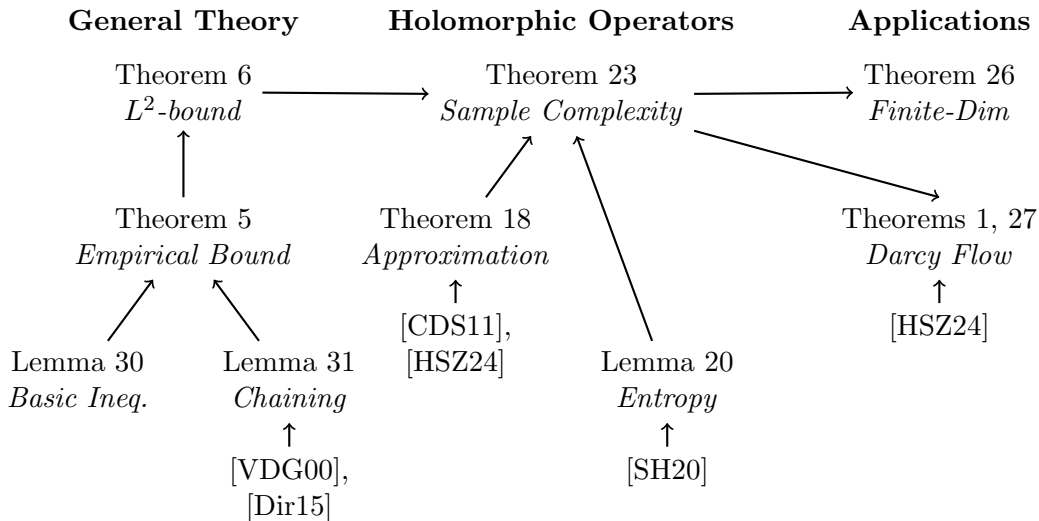 General Theory
Holomorphic Operators
Applications
Theorem 6
L²-bound
Theorem 23
Sample Complexity
Theorem 26
Finite-Dim
Theorem 5
Empirical Bound
Theorem 18
Approximation
Theorems 1, 27
Darcy Flow
[CDS11],
[HSZ24]
[HSZ24]
Lemma 30
Basic Ineq.
Lemma 31
Chaining
Lemma 20
Entropy
[VDG00],
[Dir15]
[SH20]